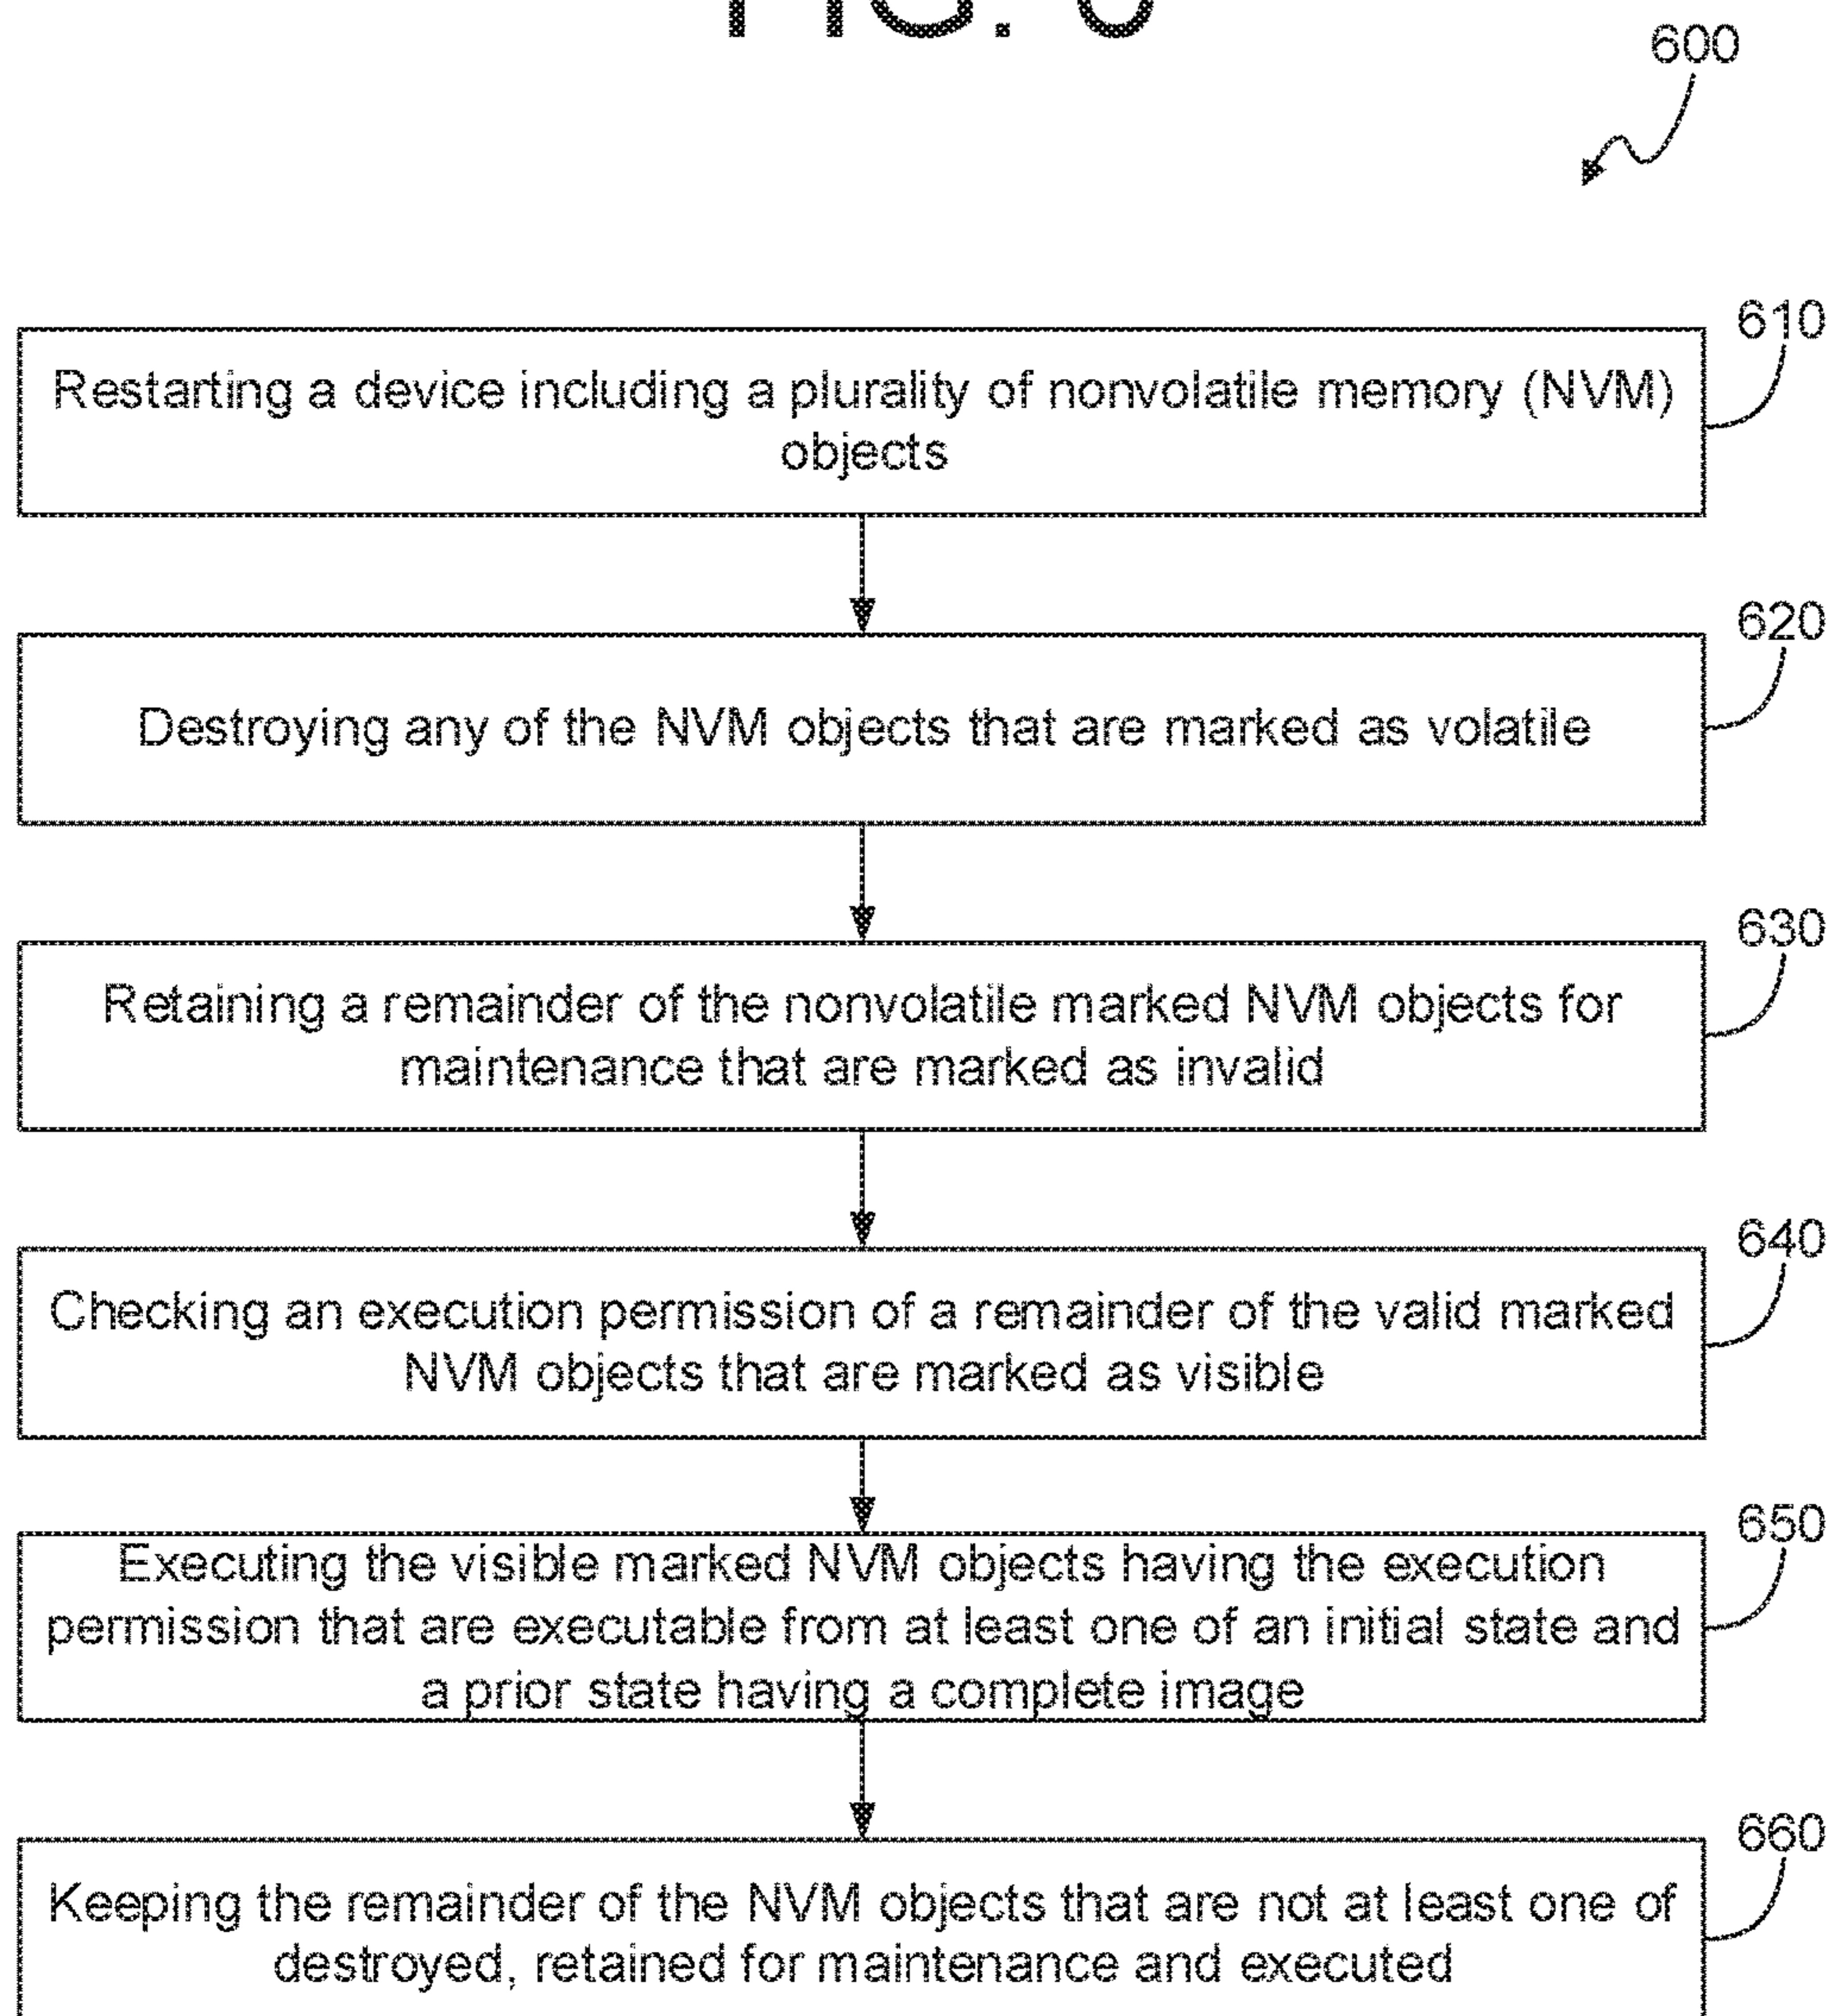 FIG. 6
600
610
Restarting a device including a plurality of nonvolatile memory (NVM)
objects
620
Destroying any of the NVM objects that are marked as volatile
630
Retaining a remainder of the nonvolatile marked NVM objects for
maintenance that are marked as invalid
640
Checking an execution permission of a remainder of the valid marked
NVM objects that are marked as visible
650
Executing the visible marked NVM objects having the execution
permission that are executable from at least one of an initial state and
a prior state having a complete image
660
Keeping the remainder of the NVM objects that are not at least one of
destroyed, retained for maintenance and executed